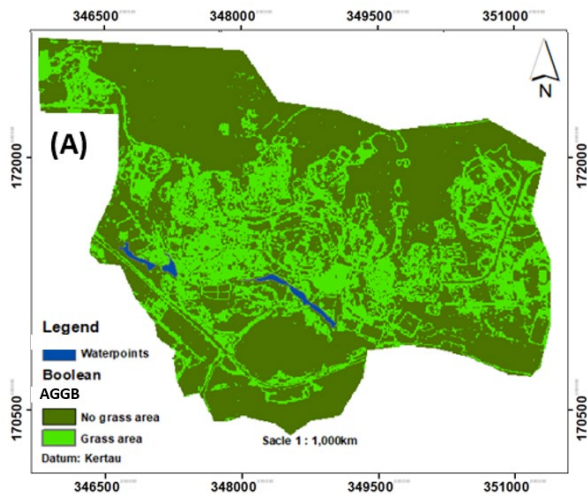 346500 348000 349500 351000
N
(A)
172000 172000
Legend
Waterpoints
Boolean
AGGB
No grass area
Grass area
Sacle 1 : 1,000km
Datum: Kertau
170500 170500
346500 348000 349500 351000